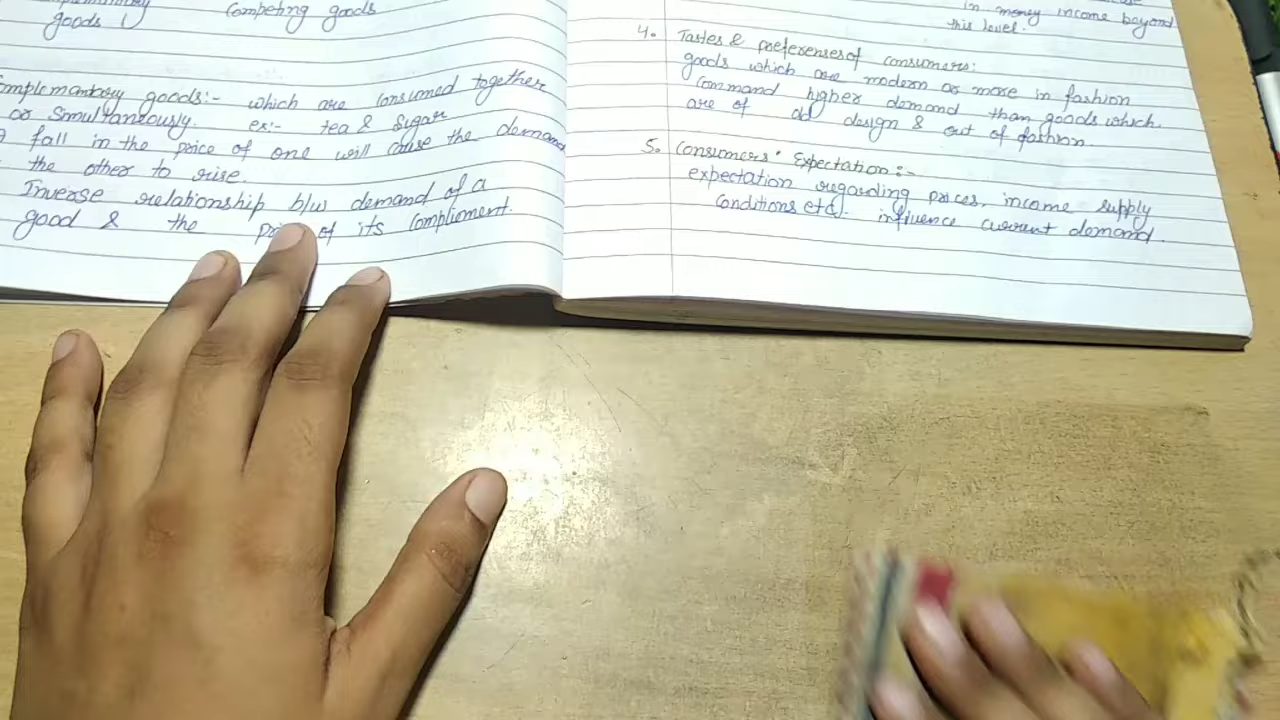 goods
Competing goods
omplemantary goods:- which are consumed together
or Simultaneously. ex:- tea & Sugar
fall in the price of one will cause the demand
the other to rise.
Inverse relationship b/w demand of a
good & the of its compliment.
in money income beyond
this level.
4. Tastes & preferenses of consumers:
goods which are modern or more in fashion
Command higher demand than goods which
are of old design & out of fashion.
5. Consumers' Expectation:-
expectation regarding prices, income supply
Conditions etc. influence current demand.